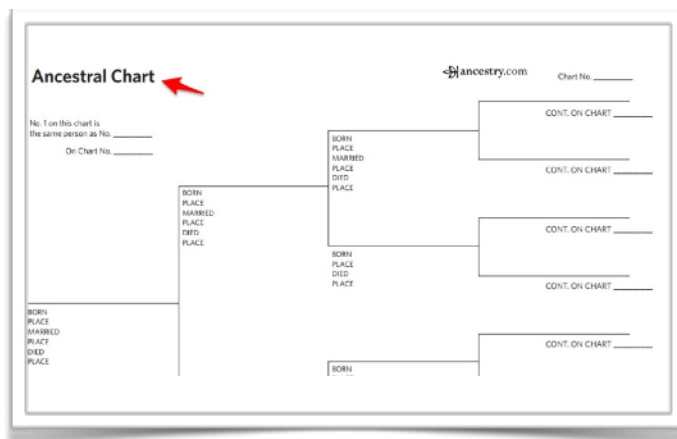 Ancestral Chart
ancestry.com
Chart No. ________
No. 1 on this chart is
the same person as No. ________
On Chart No. ________
CONT. ON CHART ________
BORN
PLACE
MARRIED
PLACE
DIED
PLACE
CONT. ON CHART ________
BORN
PLACE
MARRIED
PLACE
DIED
PLACE
CONT. ON CHART ________
BORN
PLACE
DIED
PLACE
CONT. ON CHART ________
BORN
PLACE
MARRIED
PLACE
DIED
PLACE
CONT. ON CHART ________
BORN